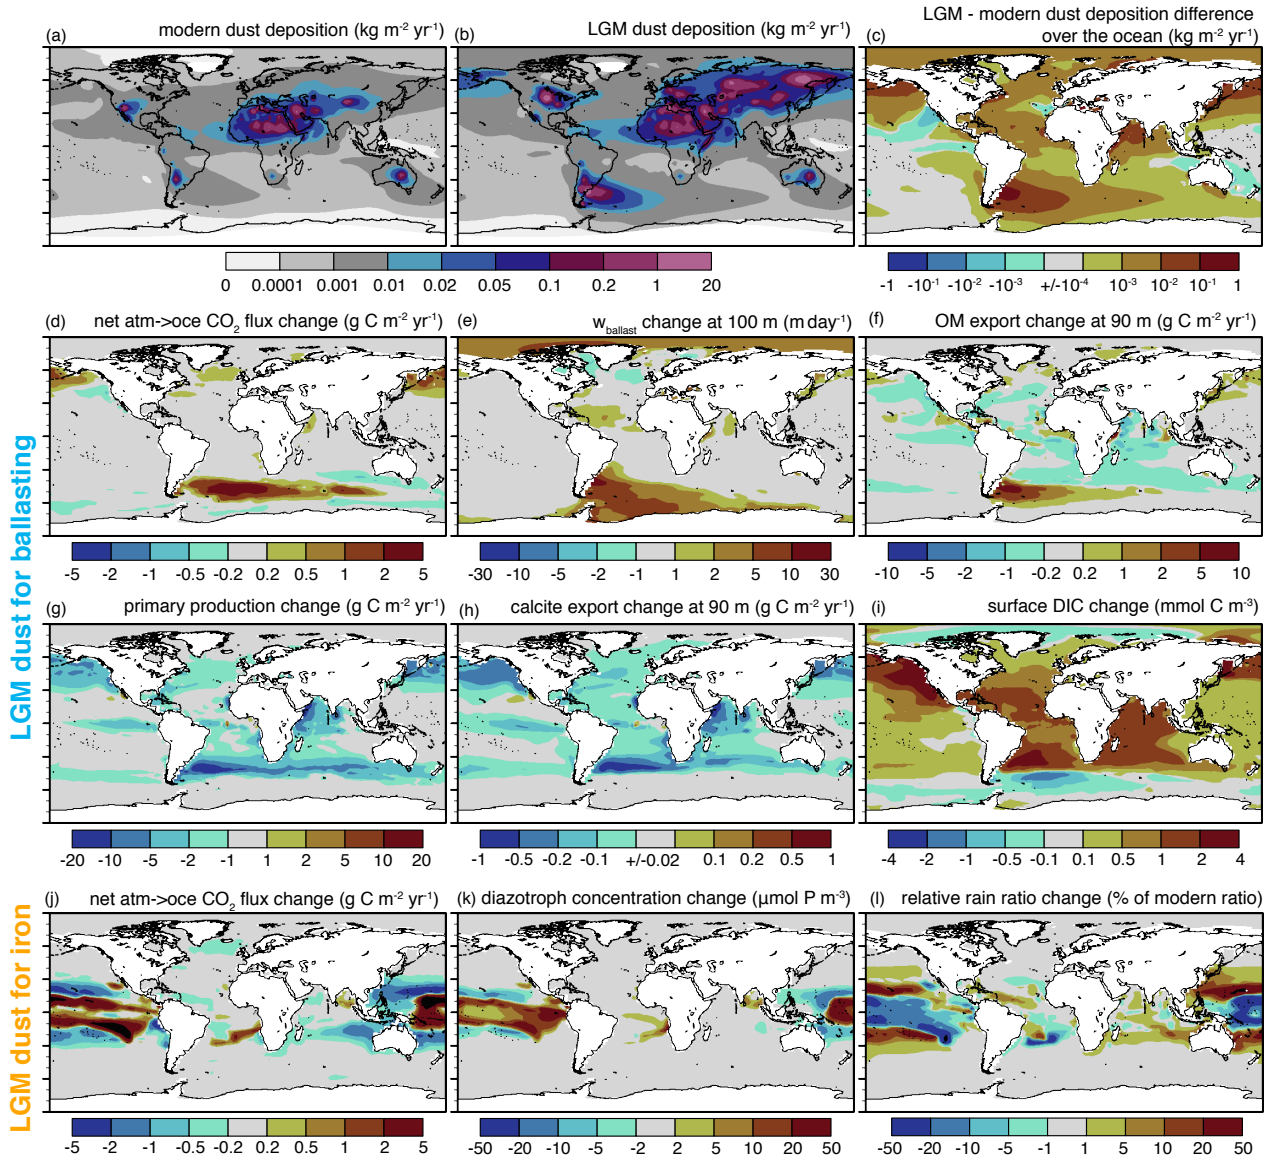 (a) modern dust deposition (kg m-2 yr-1)
(b) LGM dust deposition (kg m-2 yr-1)
(c) LGM - modern dust deposition difference
over the ocean (kg m-2 yr-1)
0 0.0001 0.001 0.01 0.02 0.05 0.1 0.2 1 20
-1 -10-1 -10-2 -10-3 +/-10-4 10-3 10-2 10-1 1
LGM dust for ballasting
(d) net atm->oce CO2 flux change (g C m-2 yr-1)
(e) wballast change at 100 m (m day-1)
(f) OM export change at 90 m (g C m-2 yr-1)
-5 -2 -1 -0.5 -0.2 0.2 0.5 1 2 5
-30 -10 -5 -2 -1 1 2 5 10 30
-10 -5 -2 -1 -0.2 0.2 1 2 5 10
(g) primary production change (g C m-2 yr-1)
(h) calcite export change at 90 m (g C m-2 yr-1)
(i) surface DIC change (mmol C m-3)
-20 -10 -5 -2 -1 1 2 5 10 20
-1 -0.5 -0.2 -0.1 +/-0.02 0.1 0.2 0.5 1
-4 -2 -1 -0.5 -0.1 0.1 0.5 1 2 4
LGM dust for iron
(j) net atm->oce CO2 flux change (g C m-2 yr-1)
(k) diazotroph concentration change (µmol P m-3)
(l) relative rain ratio change (% of modern ratio)
-5 -2 -1 -0.5 -0.2 0.2 0.5 1 2 5
-50 -20 -10 -5 -2 2 5 10 20 50
-50 -20 -10 -5 -1 1 5 10 20 50